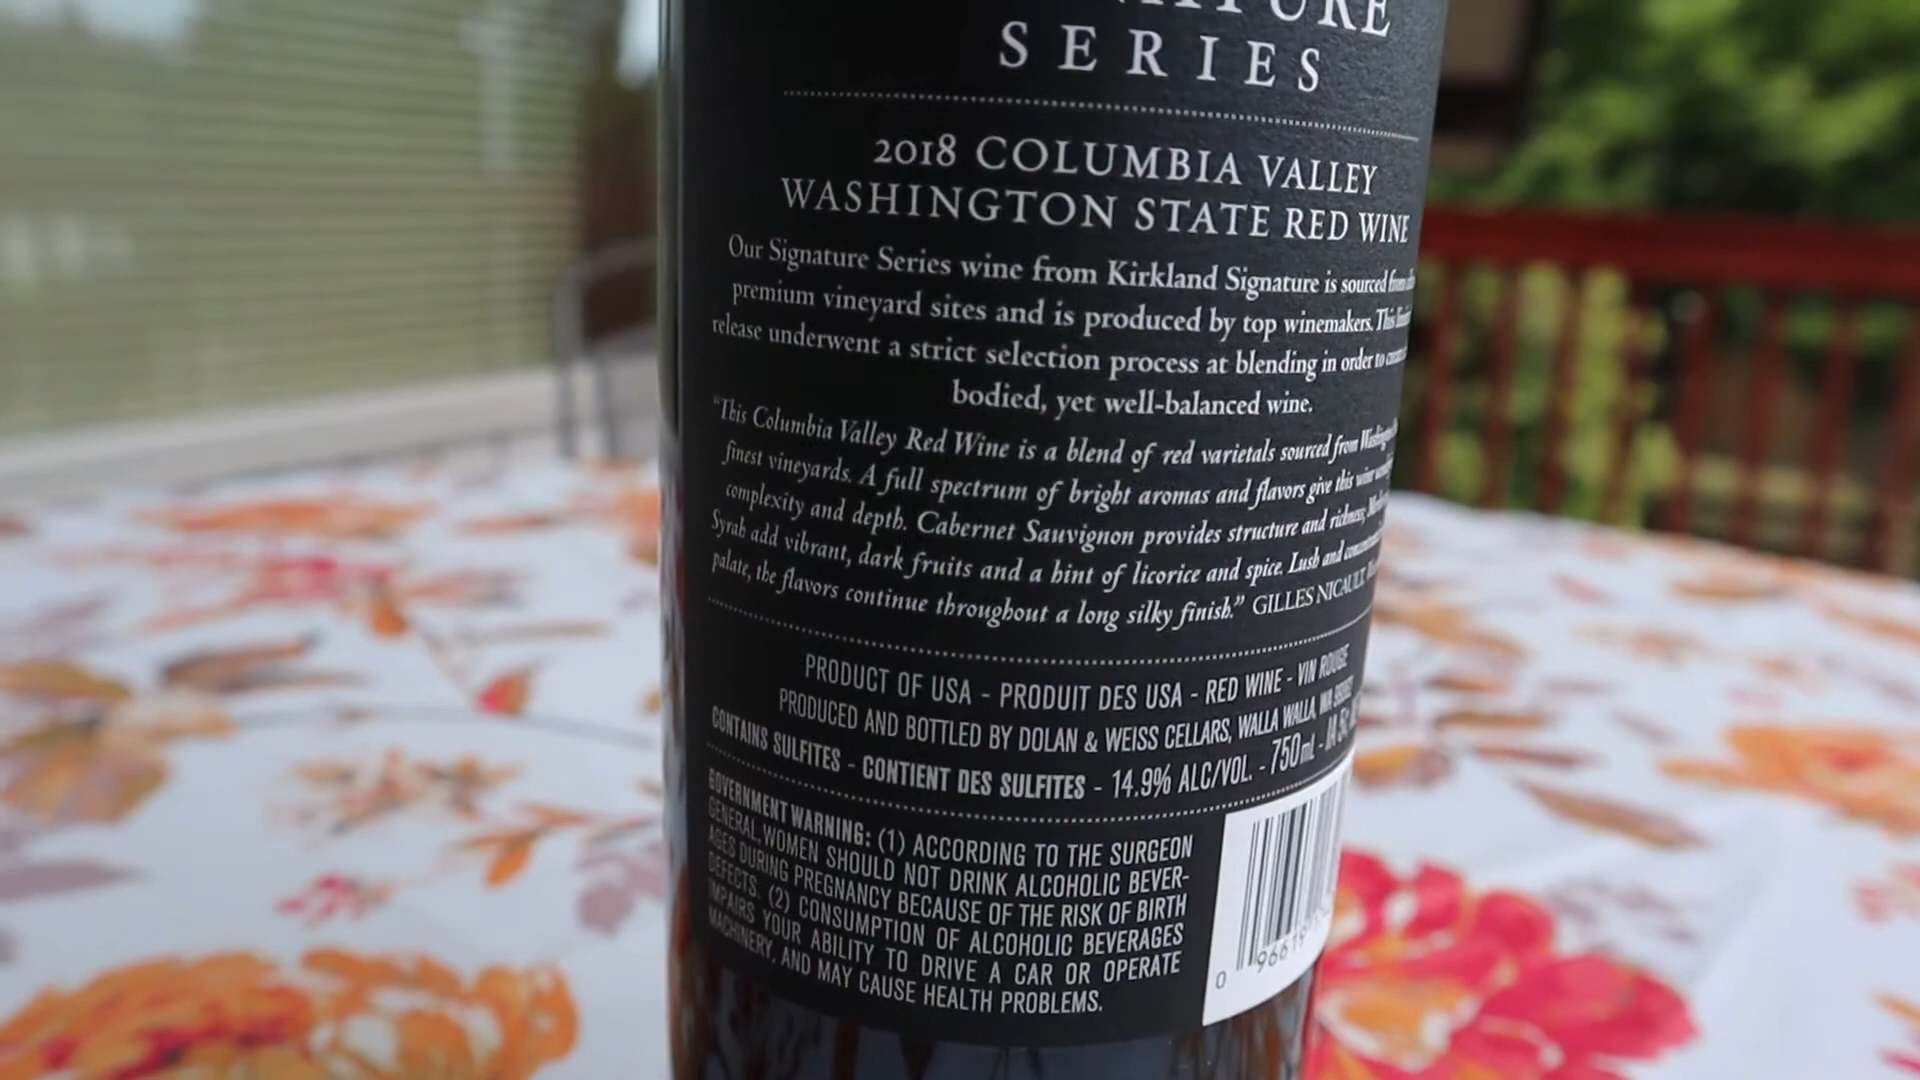 SERIES
2018 COLUMBIA VALLEY
WASHINGTON STATE RED WINE
Our Signature Series wine from Kirkland Signature is sourced from
premium vineyard sites and is produced by top winemakers. This
release underwent a strict selection process at blending in order to
bodied, yet well-balanced wine.
"This Columbia Valley Red Wine is a blend of red varietals sourced from
finest vineyards. A full spectrum of bright aromas and flavors give this wine
complexity and depth. Cabernet Sauvignon provides structure and richness;
Syrah add vibrant, dark fruits and a hint of licorice and spice. Lush and
palate, the flavors continue throughout a long silky finish." GILLES NICAULT,
PRODUCT OF USA - PRODUIT DES USA - RED WINE - VIN ROUGE
PRODUCED AND BOTTLED BY DOLAN & WEISS CELLARS, WALLA WALLA, WA
CONTAINS SULFITES - CONTIENT DES SULFITES - 14.9% ALC/VOL. - 750mL -
GOVERNMENT WARNING: (1) ACCORDING TO THE SURGEON
GENERAL, WOMEN SHOULD NOT DRINK ALCOHOLIC BEVER-
AGES DURING PREGNANCY BECAUSE OF THE RISK OF BIRTH
DEFECTS. (2) CONSUMPTION OF ALCOHOLIC BEVERAGES
IMPAIRS YOUR ABILITY TO DRIVE A CAR OR OPERATE
MACHINERY, AND MAY CAUSE HEALTH PROBLEMS.
0